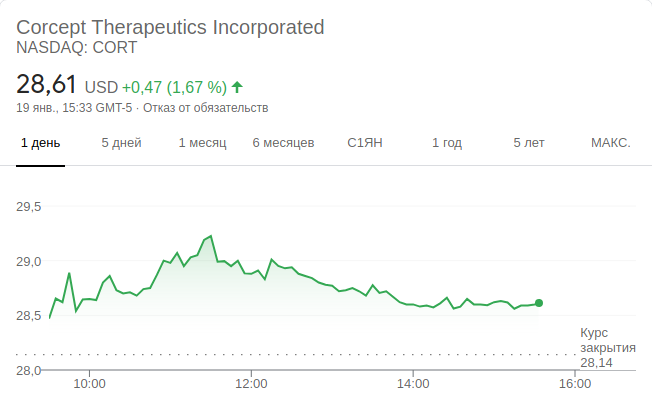 Corcept Therapeutics Incorporated
NASDAQ: CORT
28,61 USD +0,47 (1,67 %)
19 янв., 15:33 GMT-5 · Отказ от обязательств
1 день 5 дней 1 месяц 6 месяцев С1ЯН 1 год 5 лет МАКС.
29,5
29,0
28,5
Курс
закрытия
28,14
28,0
10:00 12:00 14:00 16:00